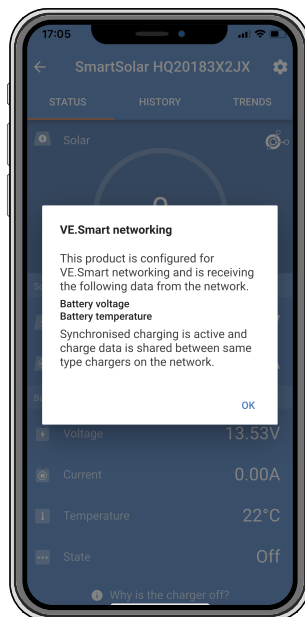 17:05
SmartSolar HQ20183X2JX
STATUS HISTORY TRENDS
Solar
VE.Smart networking
This product is configured for
VE.Smart networking and is receiving
the following data from the network.
Battery voltage
Battery temperature
Synchronised charging is active and
charge data is shared between same
type chargers on the network.
OK
Voltage 13.53V
Current 0.00A
Temperature 22°C
State Off
Why is the charger off?